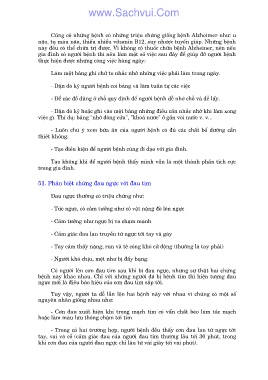 www.Sachvui.Com
Cũng có những bệnh có những triệu chứng giống bệnh Alzheimer như: u
não, tụ máu não, thiếu nhiều vitamin B12, suy nhược tuyến giáp. Những bệnh
này đều có thể chữa trị được. Vì không có thuốc chữa bệnh Alzheimer, nên nếu
gia đình có người bệnh thì nên làm một số việc sau đây để giúp đỡ người bệnh
thực hiện được những công việc hàng ngày:
Làm một bảng ghi chú to nhắc nhở những việc phải làm trong ngày.
- Dặn dò kỹ người bệnh coi bảng và làm tuần tự các việc
- Để các đồ dùng ở chỗ quy định để người bệnh dễ nhớ chỗ và dễ lấy.
- Dặn dò kỹ hoặc ghi vào một bảng những điều cần nhắc nhở khi làm xong
việc gì. Thí dụ: bảng "nhớ đóng cửa", "khoá nước" ở gần vòi nước v. v...
- Luôn chú ý xem bữa ăn của người bệnh có đủ các chất bổ dưỡng cần
thiết không.
- Tạo điều kiện để người bệnh cùng đi dạo với gia đình.
Tạo không khí để người bệnh thấy mình vẫn là một thành phần tích cực
trong gia đình.
51. Phân biệt chứng đau ngực với đau tim
Đau ngực thường có triệu chứng như:
- Tức ngực, có cảm tưởng như có vật nặng đè lên ngực
- Cảm tưởng như ngực bị va chạm mạnh
- Cảm giác đau lan truyền từ ngực tới tay và gáy
- Tay cảm thấy nặng, run và tê cóng khó cử động (thường là tay phải)
- Người khó chịu, mệt như bị đầy bụng
Có người lên cơn đau tim sau khi bị đau ngực, nhưng sự thật hai chứng
bệnh này khác nhau. Chỉ với những người đã bị bệnh tim thì hiện tượng đau
ngực mới là điều báo hiệu của cơn đau tim sắp tới.
Tuy vậy, người ta dễ lẫn lộn hai bệnh này với nhau vì chúng có một số
nguyên nhân giống nhau như:
- Cơn đau xuất hiện khi trong mạch tim có vấn chất béo làm tắc mạch
hoặc làm máu lưu thông chậm tới tim
- Trong cả hai trường hợp, người bệnh đều thấy cơn đau lan từ ngực tới
tay, vai và cổ (cảm giác đau của người đau tim thường lâu tới 36 phút, trong
khi cơn đau của người đau ngực chỉ lan từ vai giây tới vài phút).